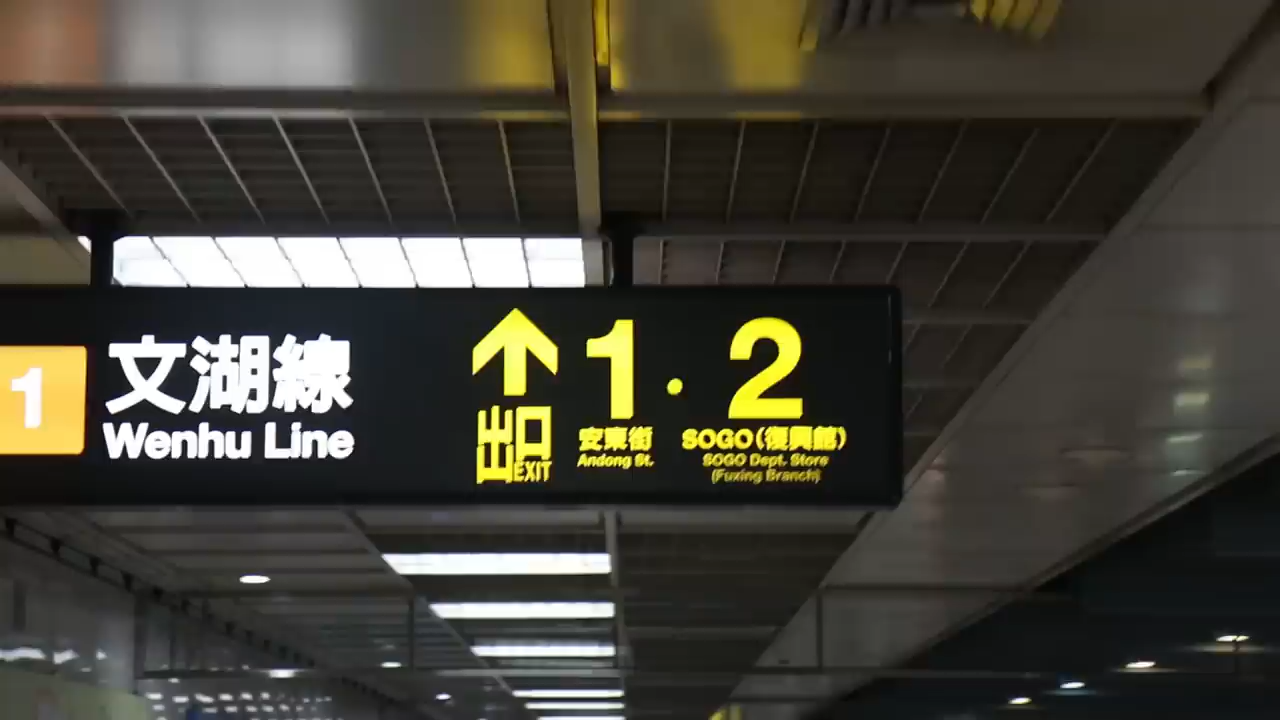 1
文湖線
Wenhu Line
出口
EXIT
1 · 2
安東街
Andong St.
SOGO(復興館)
SOGO Dept. Store
(Fuxing Branch)